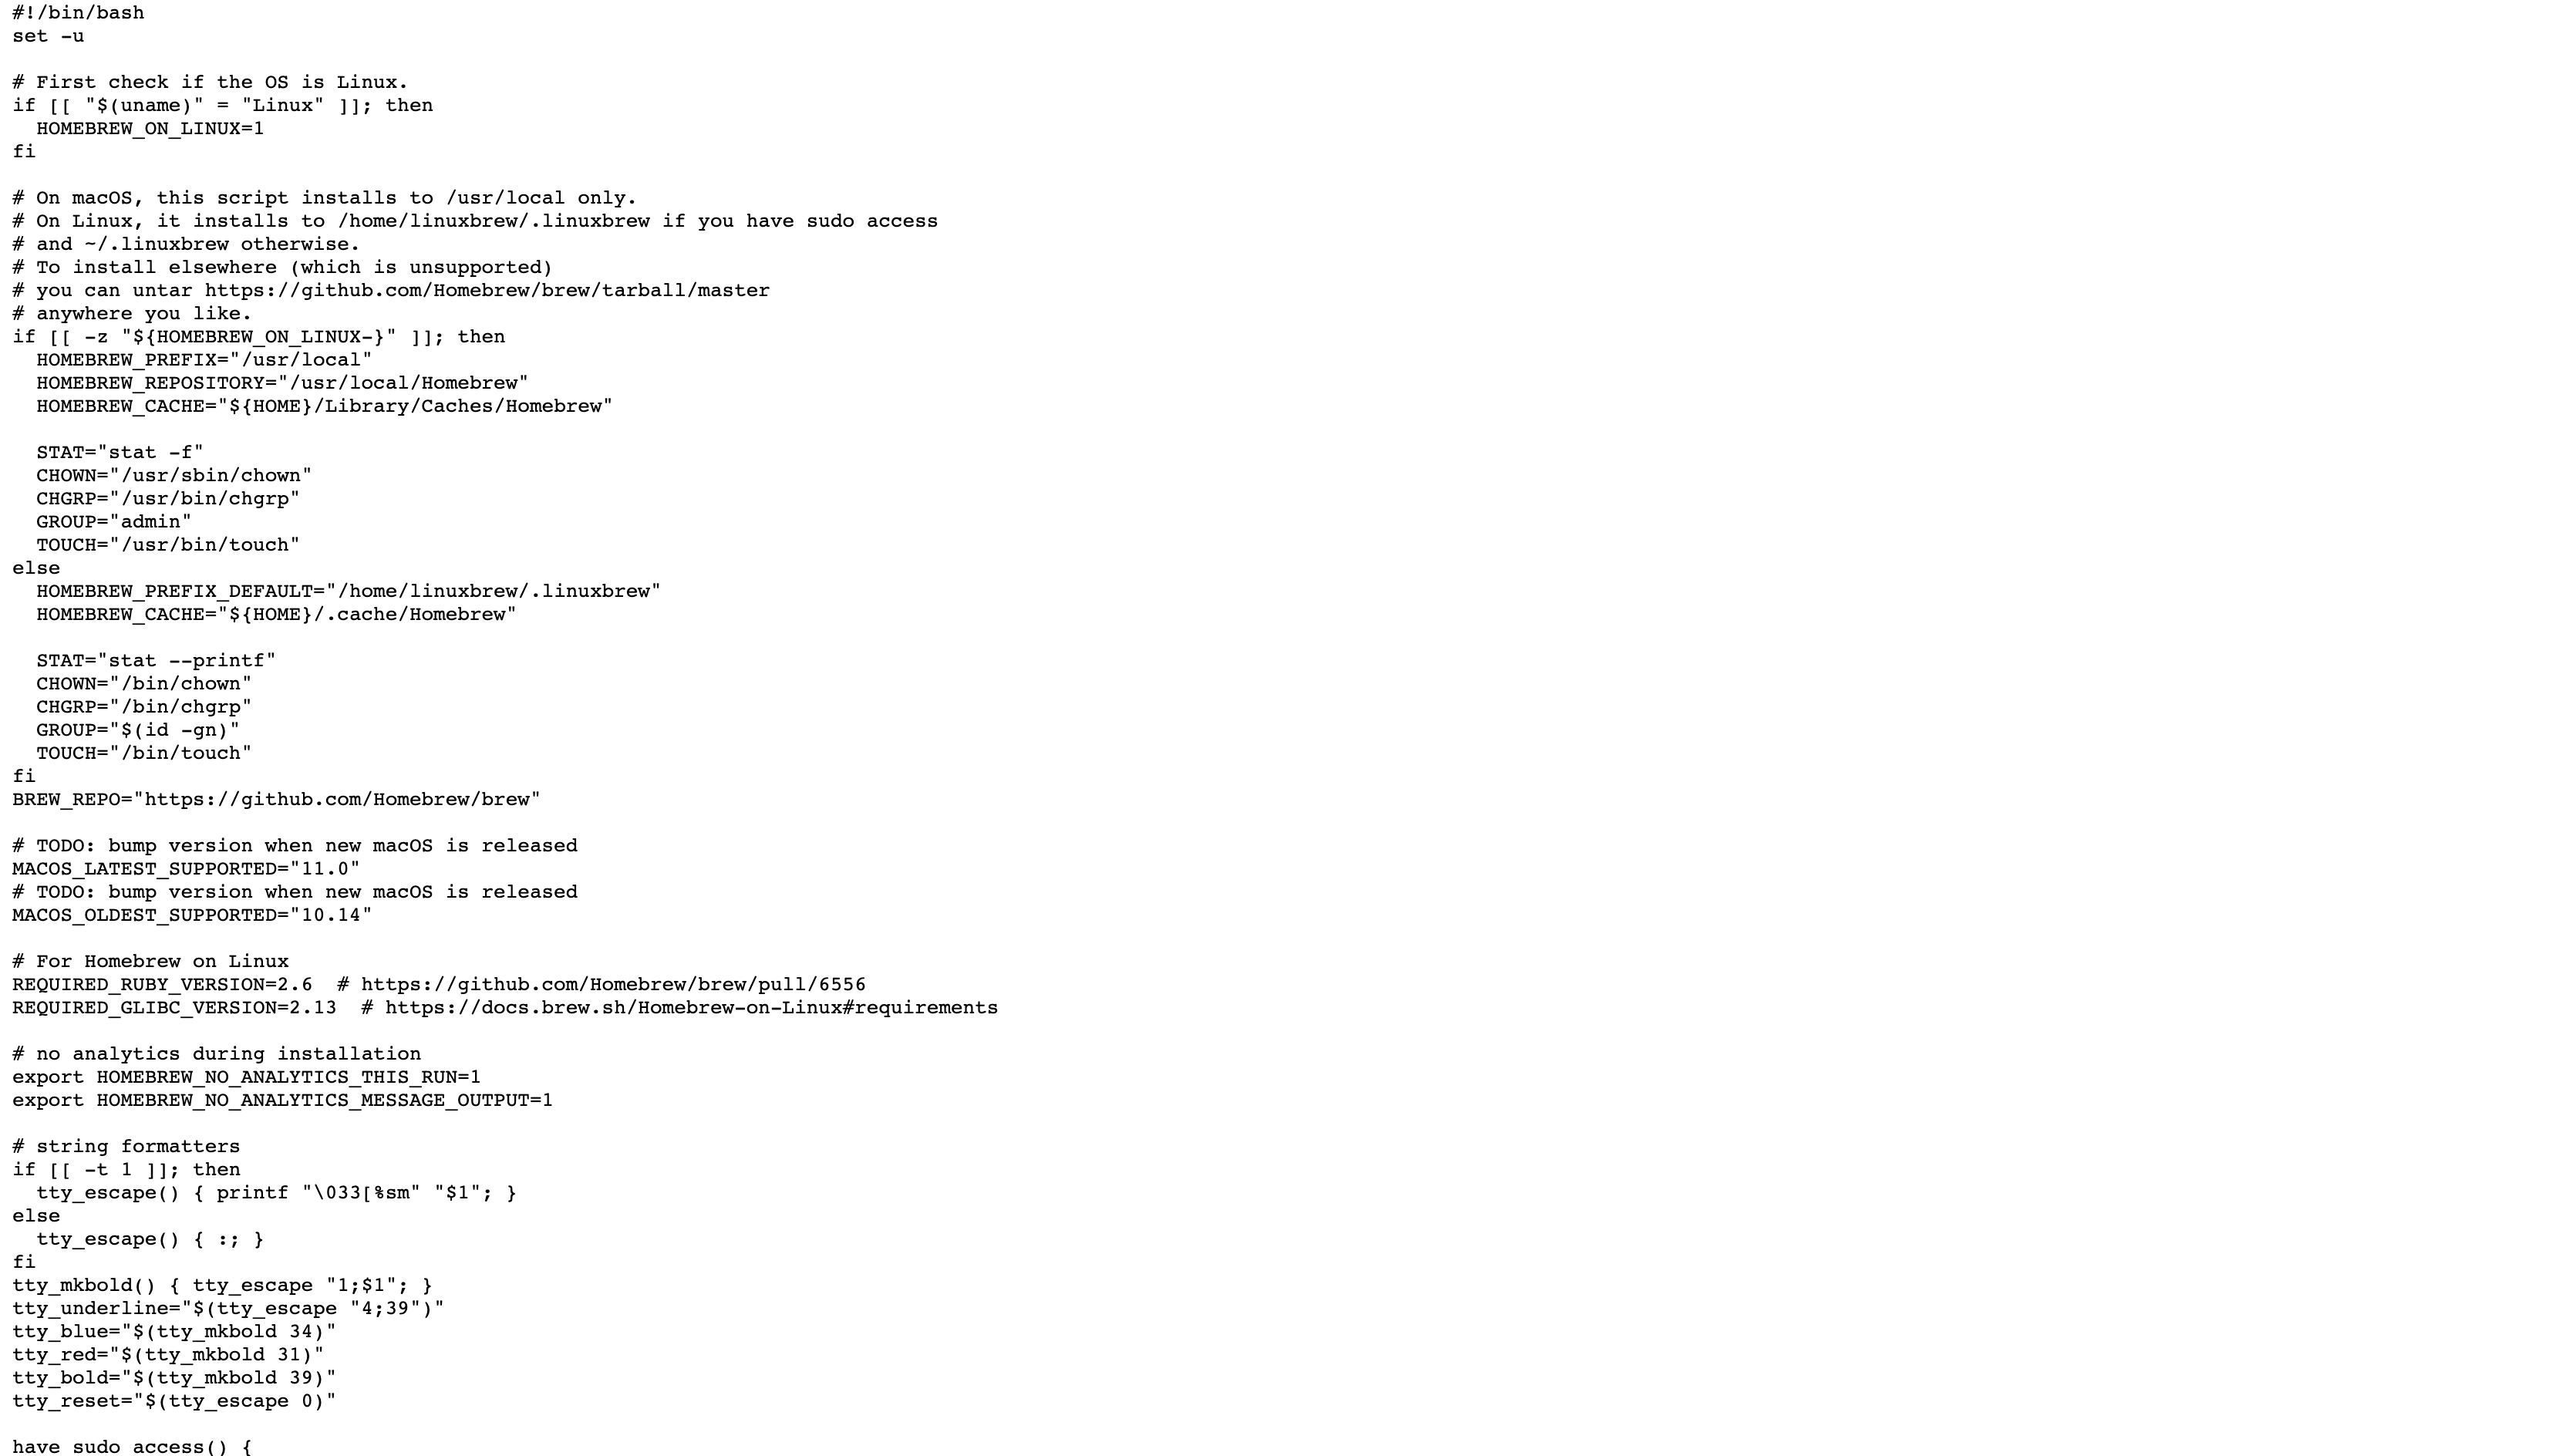 #!/bin/bash
set -u

# First check if the OS is Linux.
if [[ "$(uname)" = "Linux" ]]; then
  HOMEBREW_ON_LINUX=1
fi

# On macOS, this script installs to /usr/local only.
# On Linux, it installs to /home/linuxbrew/.linuxbrew if you have sudo access
# and ~/.linuxbrew otherwise.
# To install elsewhere (which is unsupported)
# you can untar https://github.com/Homebrew/brew/tarball/master
# anywhere you like.
if [[ -z "${HOMEBREW_ON_LINUX-}" ]]; then
  HOMEBREW_PREFIX="/usr/local"
  HOMEBREW_REPOSITORY="/usr/local/Homebrew"
  HOMEBREW_CACHE="${HOME}/Library/Caches/Homebrew"

  STAT="stat -f"
  CHOWN="/usr/sbin/chown"
  CHGRP="/usr/bin/chgrp"
  GROUP="admin"
  TOUCH="/usr/bin/touch"
else
  HOMEBREW_PREFIX_DEFAULT="/home/linuxbrew/.linuxbrew"
  HOMEBREW_CACHE="${HOME}/.cache/Homebrew"

  STAT="stat --printf"
  CHOWN="/bin/chown"
  CHGRP="/bin/chgrp"
  GROUP="$(id -gn)"
  TOUCH="/bin/touch"
fi
BREW_REPO="https://github.com/Homebrew/brew"

# TODO: bump version when new macOS is released
MACOS_LATEST_SUPPORTED="11.0"
# TODO: bump version when new macOS is released
MACOS_OLDEST_SUPPORTED="10.14"

# For Homebrew on Linux
REQUIRED_RUBY_VERSION=2.6  # https://github.com/Homebrew/brew/pull/6556
REQUIRED_GLIBC_VERSION=2.13  # https://docs.brew.sh/Homebrew-on-Linux#requirements

# no analytics during installation
export HOMEBREW_NO_ANALYTICS_THIS_RUN=1
export HOMEBREW_NO_ANALYTICS_MESSAGE_OUTPUT=1

# string formatters
if [[ -t 1 ]]; then
  tty_escape() { printf "\033[%sm" "$1"; }
else
  tty_escape() { :; }
fi
tty_mkbold() { tty_escape "1;$1"; }
tty_underline="$(tty_escape "4;39")"
tty_blue="$(tty_mkbold 34)"
tty_red="$(tty_mkbold 31)"
tty_bold="$(tty_mkbold 39)"
tty_reset="$(tty_escape 0)"

have_sudo_access() {